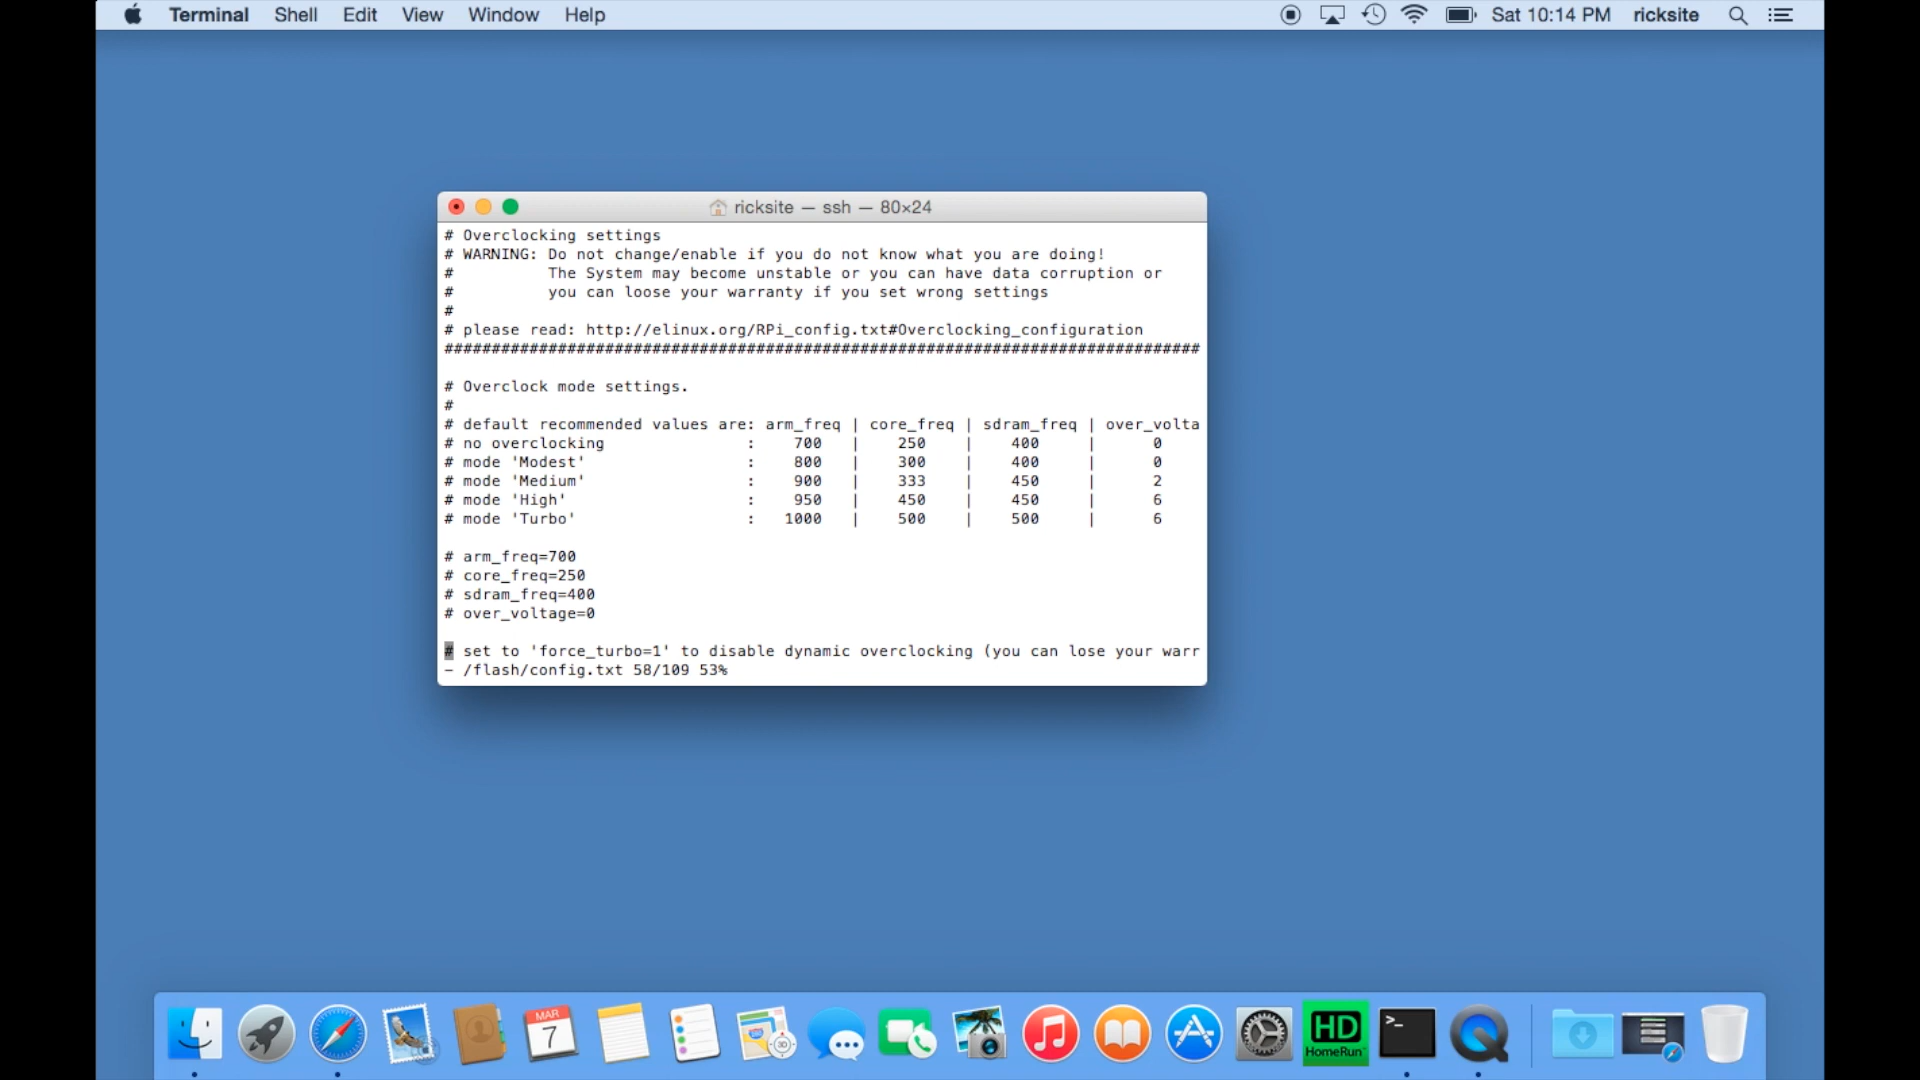 Terminal Shell Edit View Window Help Sat 10:14 PM ricksite
ricksite — ssh — 80×24
# Overclocking settings
# WARNING: Do not change/enable if you do not know what you are doing!
#          The System may become unstable or you can have data corruption or
#          you can loose your warranty if you set wrong settings
#
# please read: http://elinux.org/RPi_config.txt#Overclocking_configuration
################################################################################
# Overclock mode settings.
#
# default recommended values are: arm_freq | core_freq | sdram_freq | over_volta
# no overclocking               :    700   |    250    |    400     |      0
# mode 'Modest'                 :    800   |    300    |    400     |      0
# mode 'Medium'                 :    900   |    333    |    450     |      2
# mode 'High'                   :    950   |    450    |    450     |      6
# mode 'Turbo'                  :   1000   |    500    |    500     |      6
# arm_freq=700
# core_freq=250
# sdram_freq=400
# over_voltage=0
# set to 'force_turbo=1' to disable dynamic overclocking (you can lose your warr
- /flash/config.txt 58/109 53%
MAR
7
3D
HD
HomeRun
>_